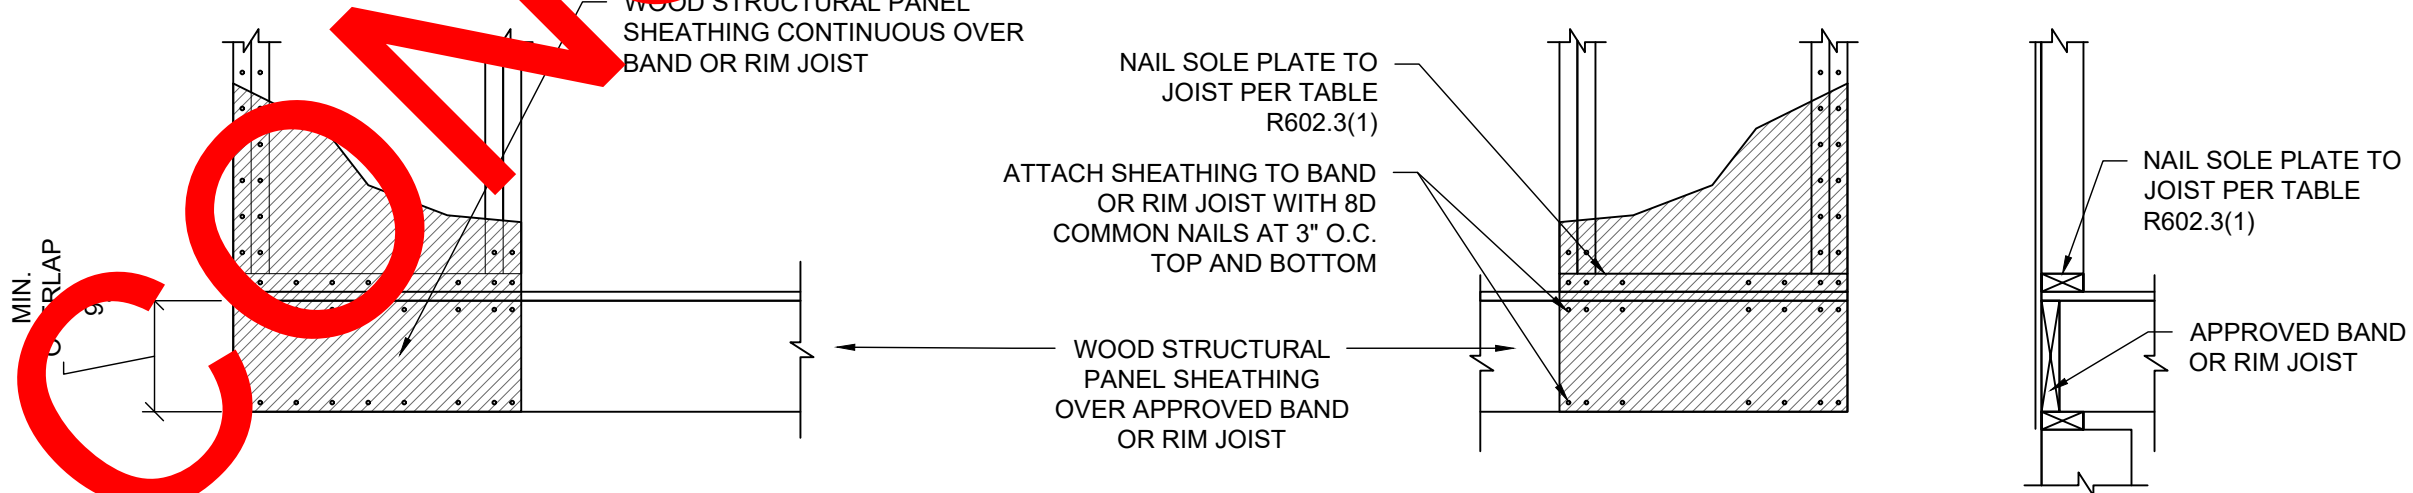 WOOD STRUCTURAL PANEL
SHEATHING CONTINUOUS OVER
BAND OR RIM JOIST
MIN.
CON
NAIL SOLE PLATE TO
JOIST PER TABLE
R602.3(1)
ATTACH SHEATHING TO BAND
OR RIM JOIST WITH 8D
COMMON NAILS AT 3" O.C.
TOP AND BOTTOM
WOOD STRUCTURAL
PANEL SHEATHING
OVER APPROVED BAND
OR RIM JOIST
NAIL SOLE PLATE TO
JOIST PER TABLE
R602.3(1)
APPROVED BAND
OR RIM JOIST